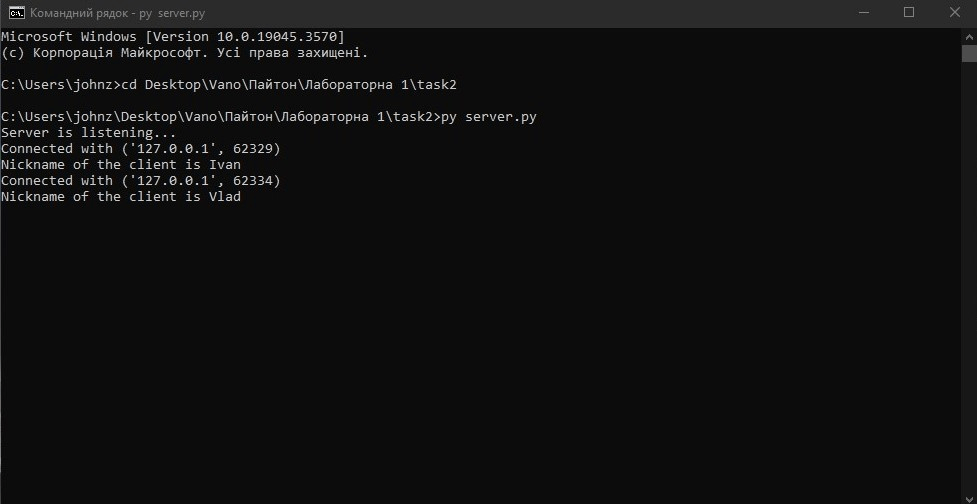 Командний рядок - py server.py
Microsoft Windows [Version 10.0.19045.3570]
(c) Корпорація Майкрософт. Усі права захищені.
C:\Users\johnz>cd Desktop\Vano\Пайтон\Лабораторна 1\task2
C:\Users\johnz\Desktop\Vano\Пайтон\Лабораторна 1\task2>py server.py
Server is listening...
Connected with ('127.0.0.1', 62329)
Nickname of the client is Ivan
Connected with ('127.0.0.1', 62334)
Nickname of the client is Vlad